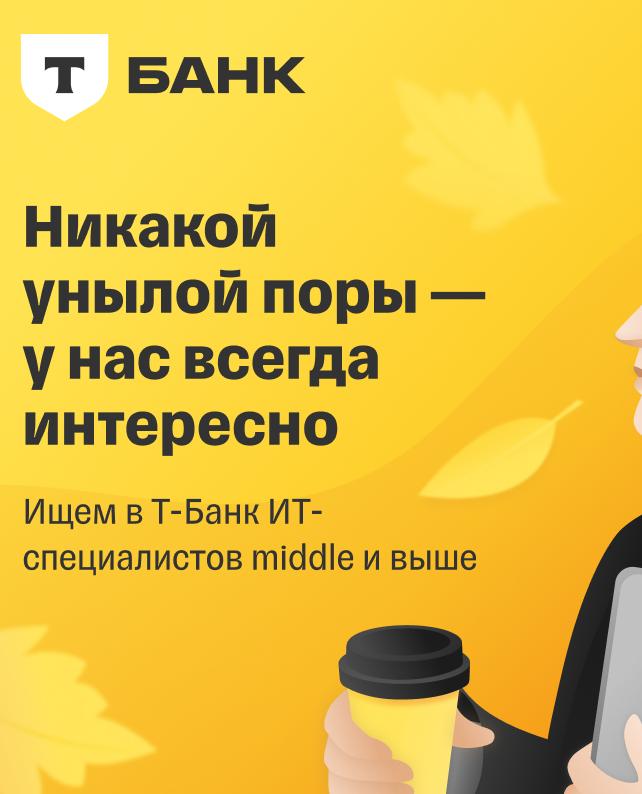 Т БАНК
Никакой
унылой поры —
у нас всегда
интересно
Ищем в Т-Банк ИТ-
специалистов middle и выше